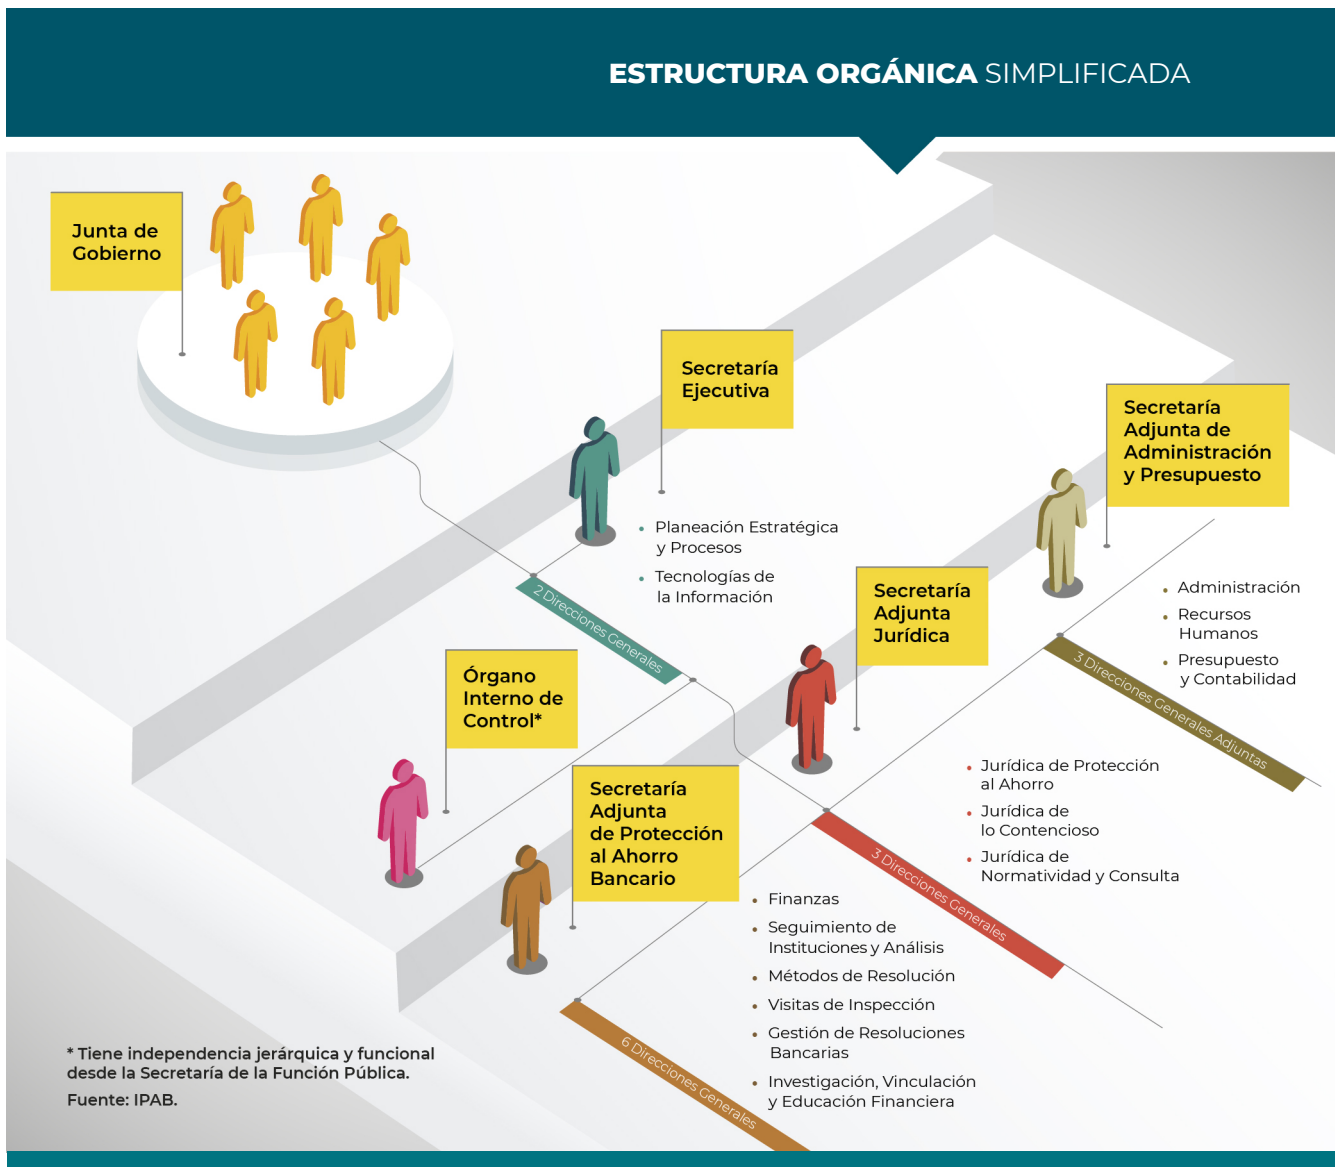 ESTRUCTURA ORGÁNICA SIMPLIFICADA
Junta de
Gobierno
Secretaría
Ejecutiva
• Planeación Estratégica
y Procesos
• Tecnologías de
la Información
2 Direcciones Generales
Secretaría
Adjunta de
Administración
y Presupuesto
• Administración
• Recursos
Humanos
• Presupuesto
y Contabilidad
3 Direcciones Generales Adjuntas
Secretaría
Adjunta
Jurídica
• Jurídica de Protección
al Ahorro
• Jurídica de
lo Contencioso
• Jurídica de
Normatividad y Consulta
3 Direcciones Generales
Órgano
Interno de
Control*
Secretaría
Adjunta
de Protección
al Ahorro
Bancario
• Finanzas
• Seguimiento de
Instituciones y Análisis
• Métodos de Resolución
• Visitas de Inspección
• Gestión de Resoluciones
Bancarias
• Investigación, Vinculación
y Educación Financiera
6 Direcciones Generales
* Tiene independencia jerárquica y funcional
desde la Secretaría de la Función Pública.
Fuente: IPAB.